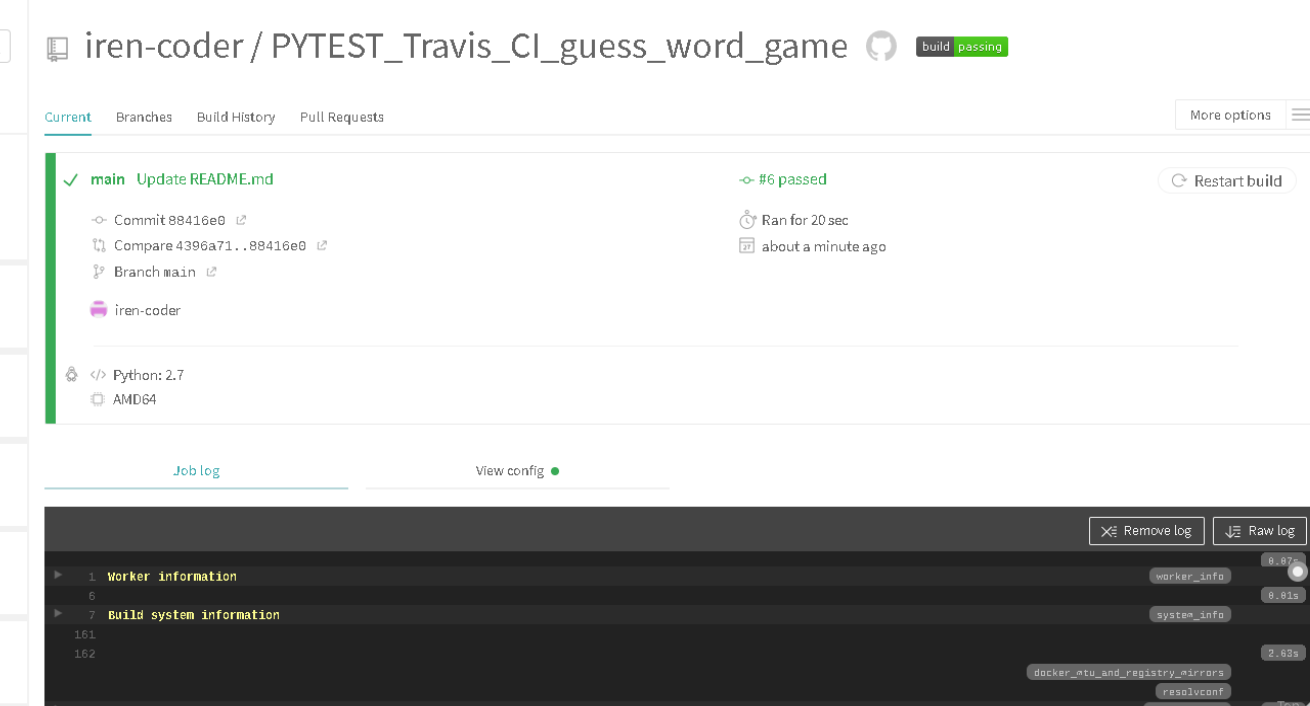 iren-coder / PYTEST_Travis_CI_guess_word_game build passing
Current Branches Build History Pull Requests More options
main Update README.md #6 passed Restart build
Commit 88416e0 Ran for 20 sec
Compare 4396a71..88416e0 about a minute ago
Branch main
iren-coder
Python: 2.7
AMD64
Job log View config
Remove log Raw log
0.07s
1 Worker information worker_info
6 0.01s
7 Build system information system_info
161
162 2.63s
docker_mtu_and_registry_mirrors
resolvconf